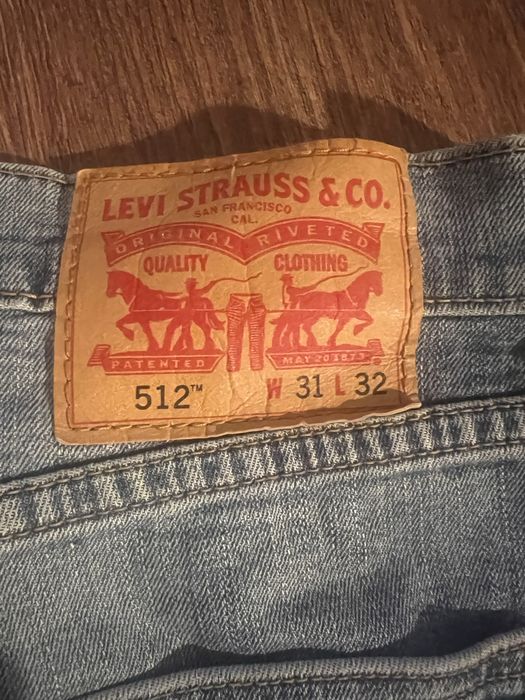 LEVI STRAUSS & CO.
SAN FRANCISCO
CAL.
ORIGINAL RIVETED
QUALITY CLOTHING
PATENTED MAY 20 1873
512™ W 31 L 32